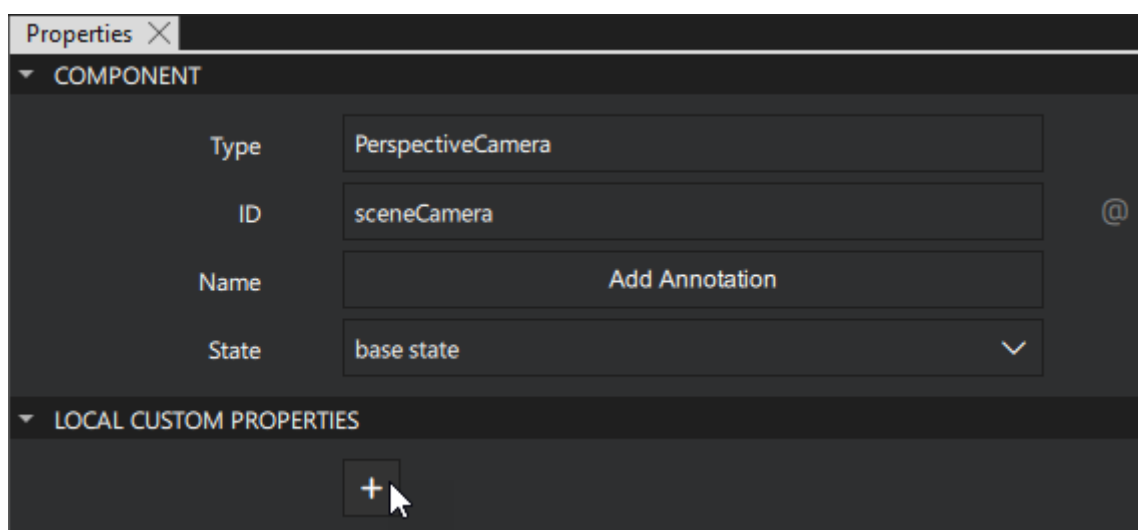 Properties
COMPONENT
Type PerspectiveCamera
ID sceneCamera @
Name Add Annotation
State base state
LOCAL CUSTOM PROPERTIES
+